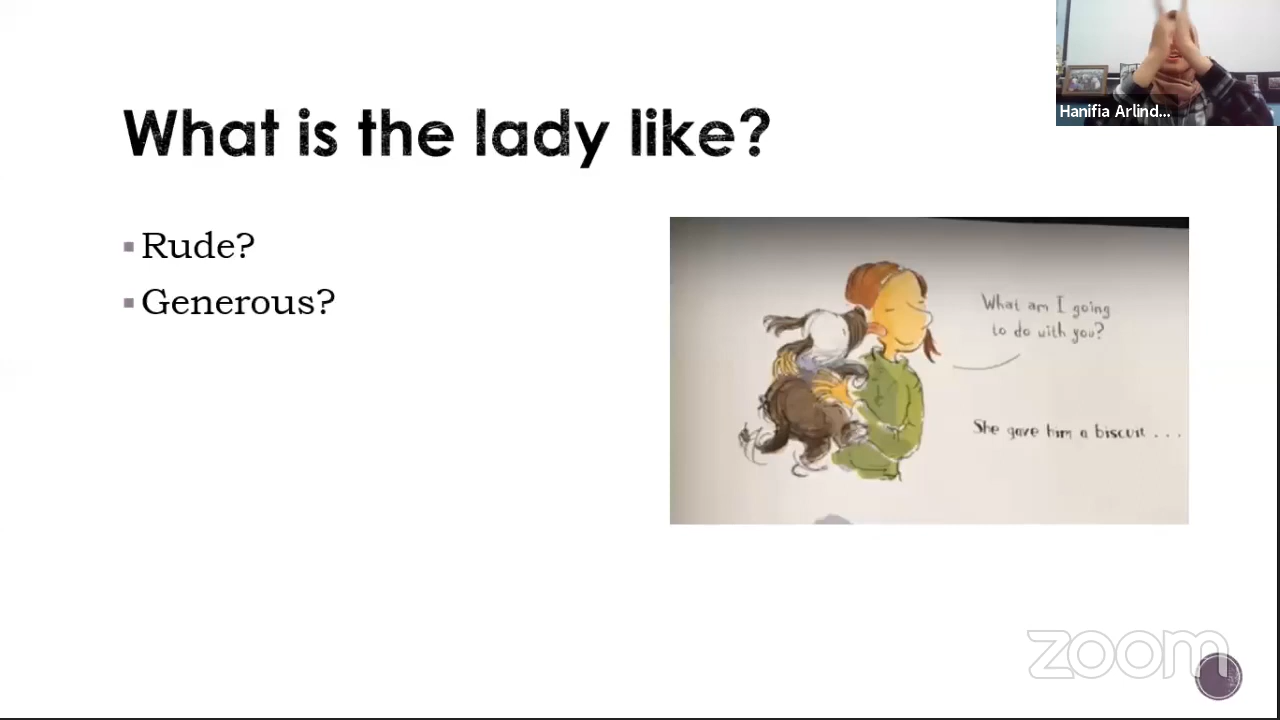 Hanifia Arlind...
What is the lady like?
Rude?
Generous?
What am I going
to do with you?
She gave him a biscuit . . .
zoom